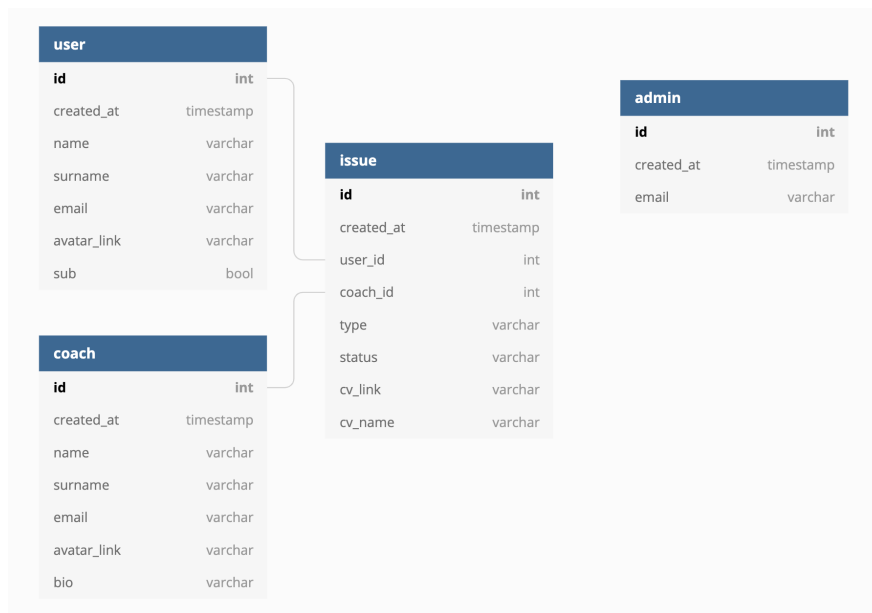 user
id int
created_at timestamp
name varchar
surname varchar
email varchar
avatar_link varchar
sub bool
coach
id int
created_at timestamp
name varchar
surname varchar
email varchar
avatar_link varchar
bio varchar
issue
id int
created_at timestamp
user_id int
coach_id int
type varchar
status varchar
cv_link varchar
cv_name varchar
admin
id int
created_at timestamp
email varchar